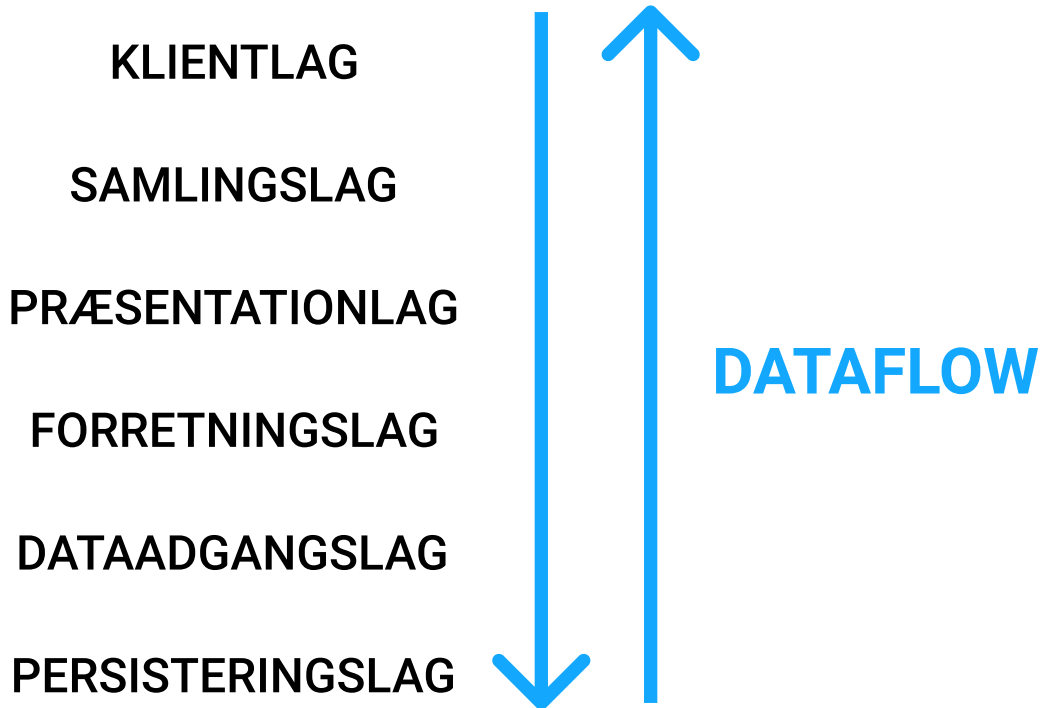 KLIENTLAG
SAMLINGSLAG
PRÆSENTATIONLAG
FORRETNINGSLAG
DATAADGANGSLAG
PERSISTERINGSLAG
DATAFLOW